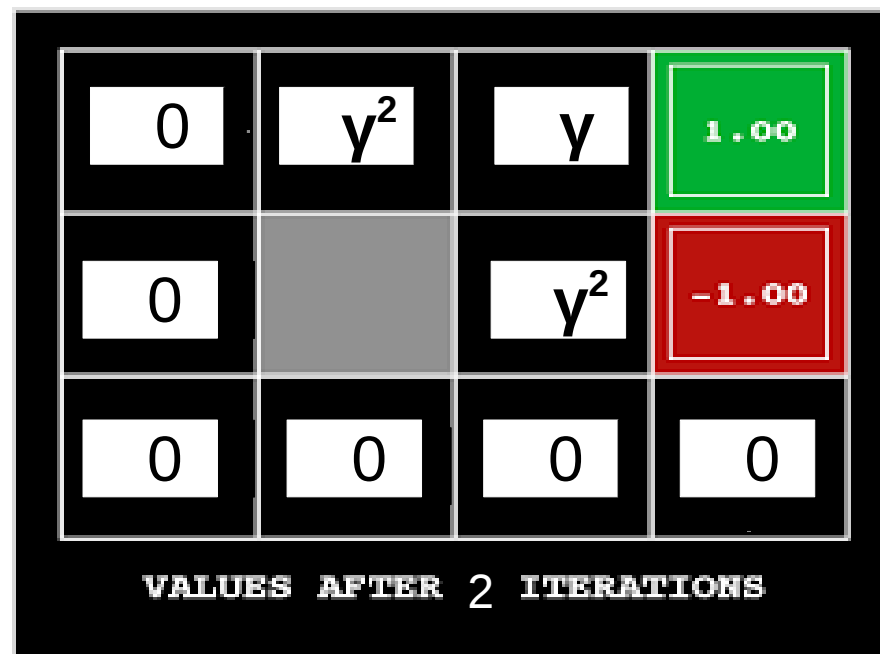 0 γ² γ 1.00
0 γ² -1.00
0 0 0 0
VALUES AFTER 2 ITERATIONS